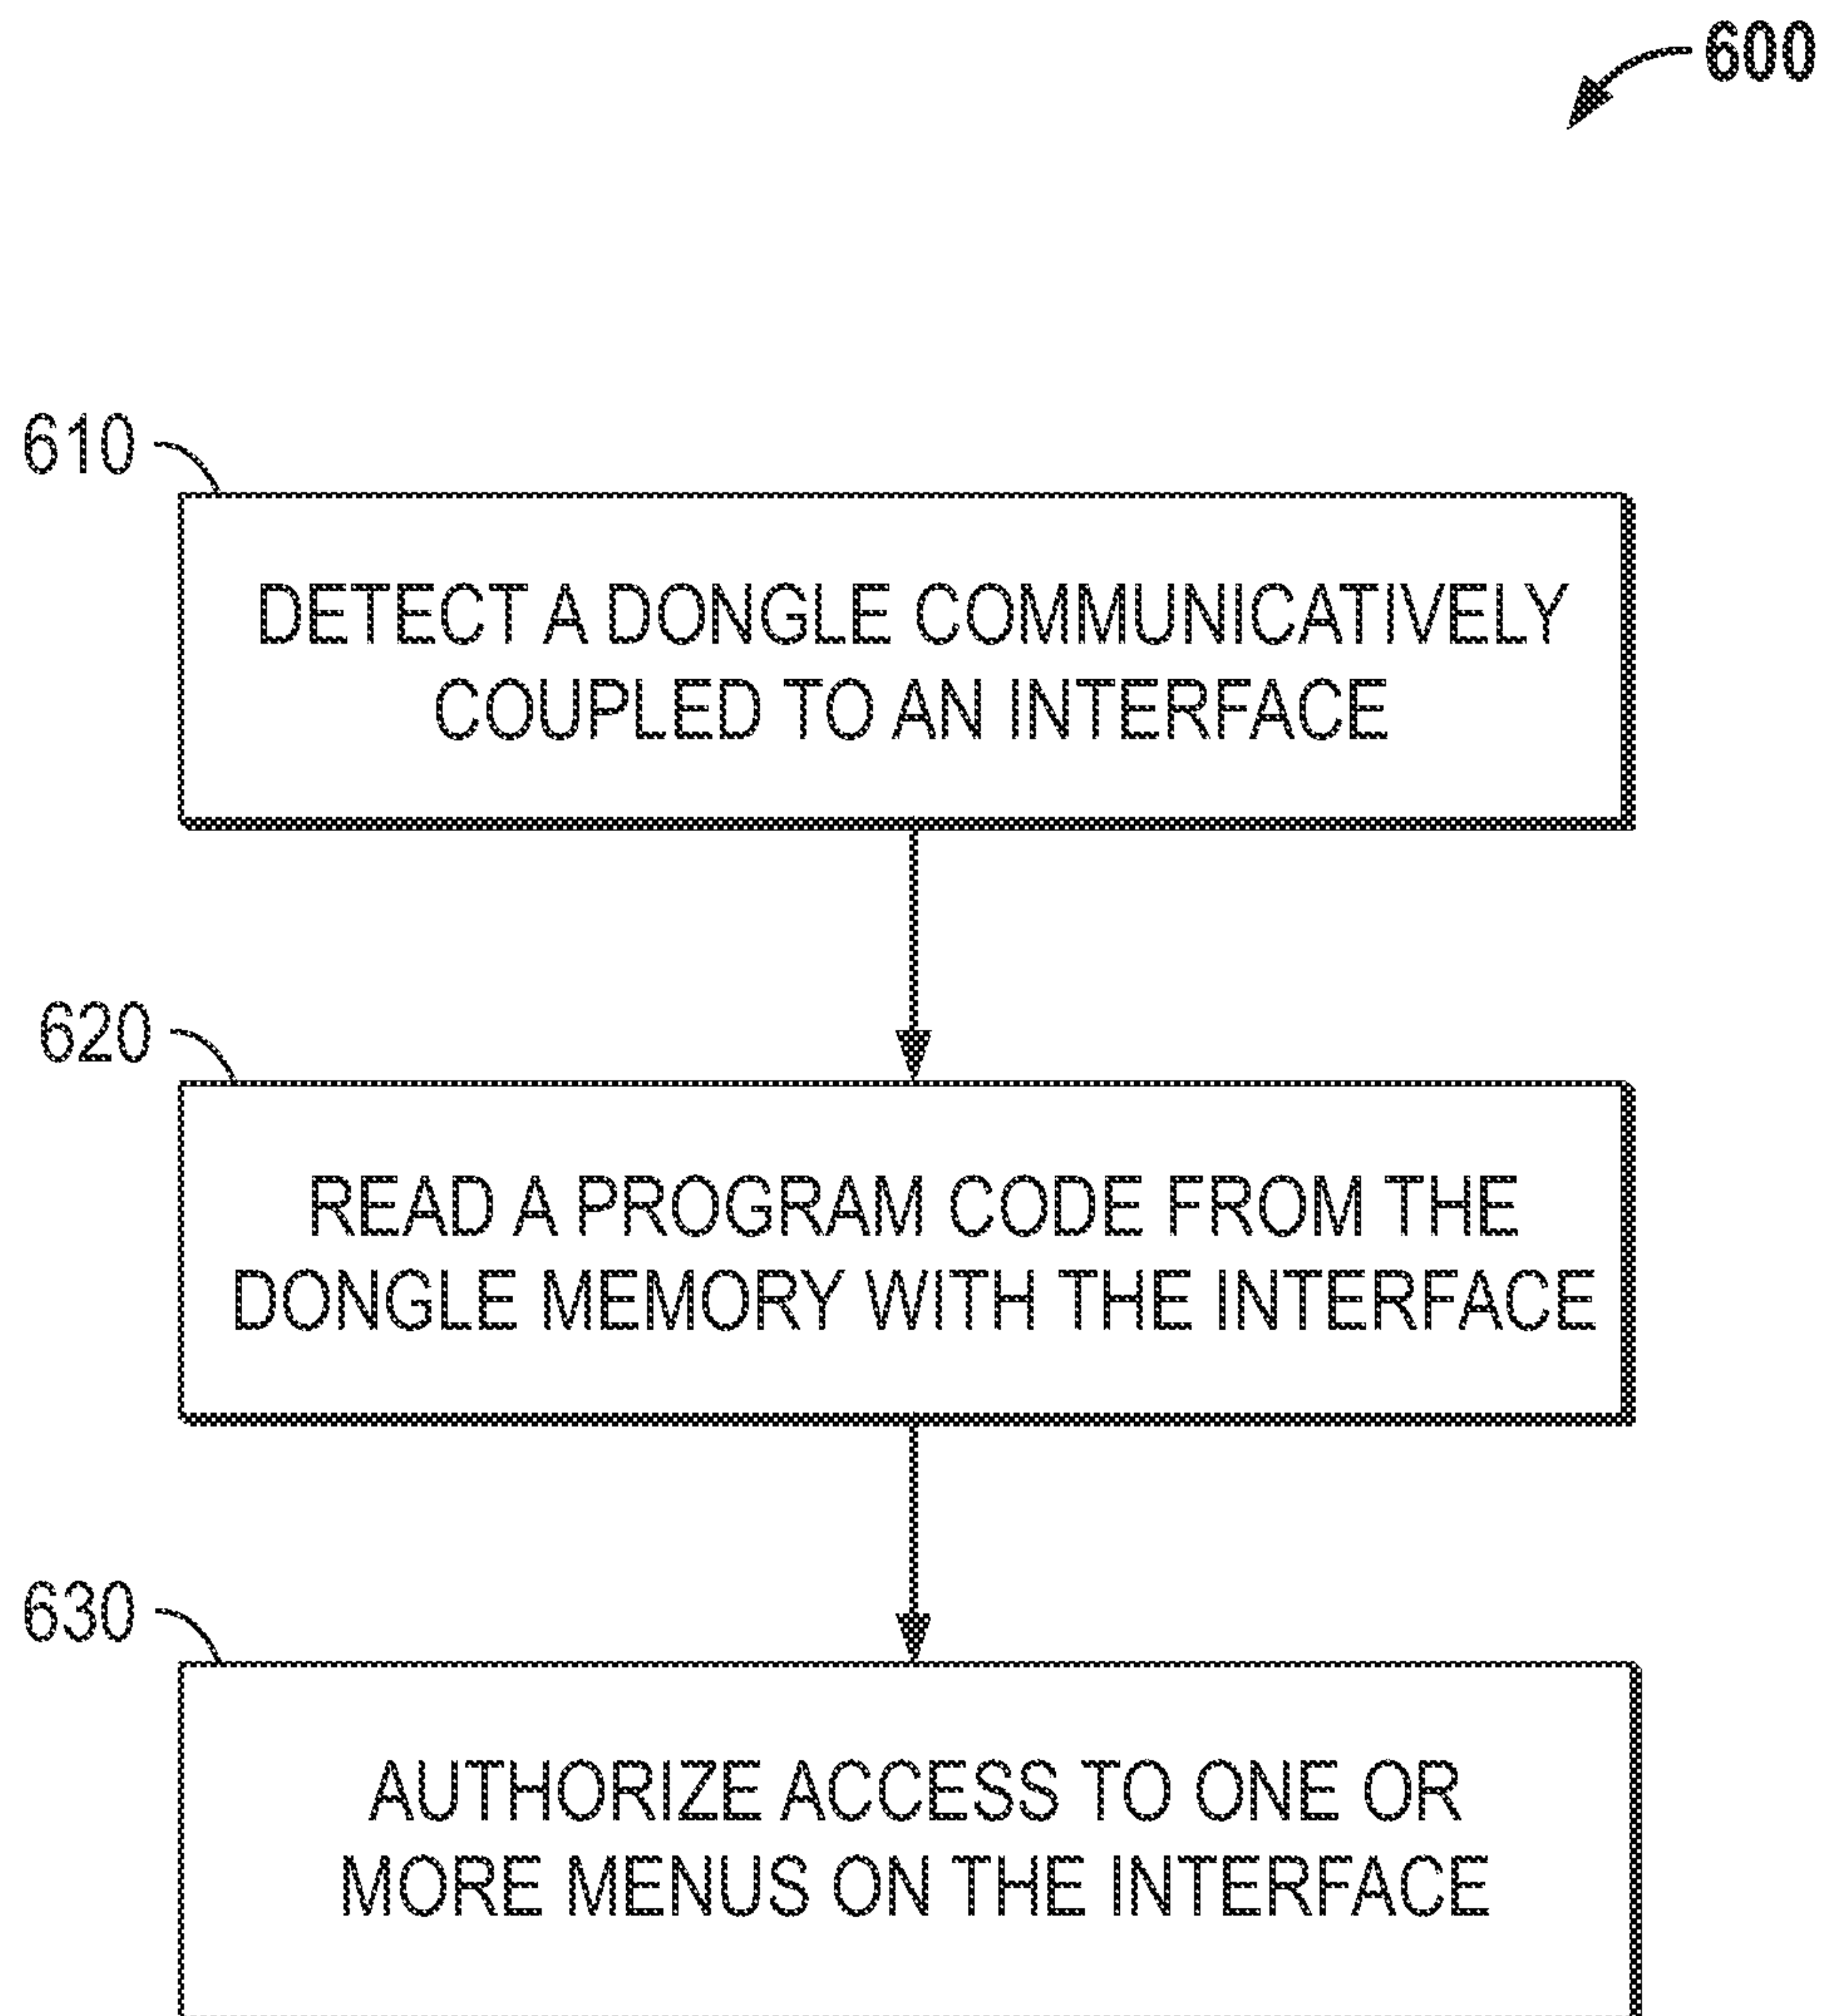 600
610
DETECT A DONGLE COMMUNICATIVELY
COUPLED TO AN INTERFACE
620
READ A PROGRAM CODE FROM THE
DONGLE MEMORY WITH THE INTERFACE
630
AUTHORIZE ACCESS TO ONE OR
MORE MENUS ON THE INTERFACE